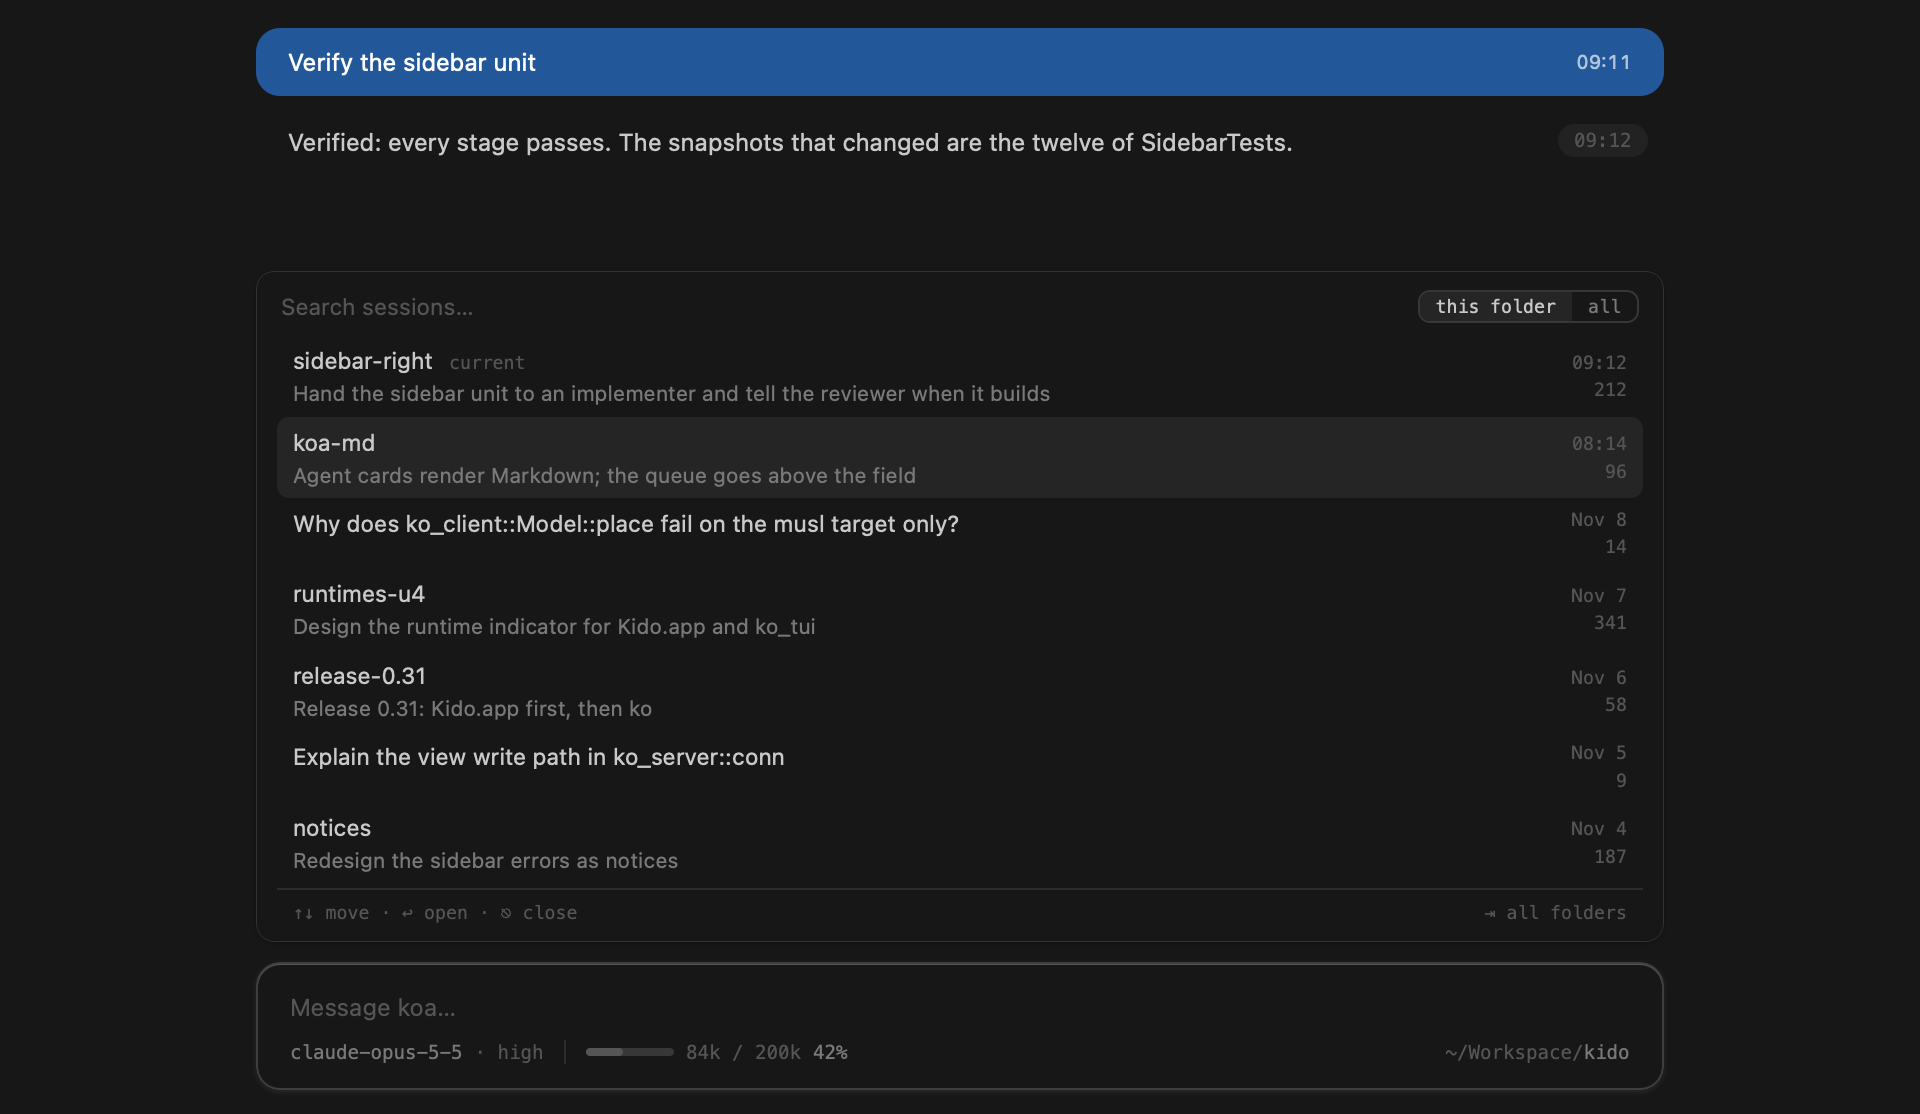 Verify the sidebar unit 09:11
Verified: every stage passes. The snapshots that changed are the twelve of SidebarTests. 09:12
Search sessions... this folder all
sidebar-right current 09:12
Hand the sidebar unit to an implementer and tell the reviewer when it builds 212
koa-md 08:14
Agent cards render Markdown; the queue goes above the field 96
Why does ko_client::Model::place fail on the musl target only? Nov 8
14
runtimes-u4 Nov 7
Design the runtime indicator for Kido.app and ko_tui 341
release-0.31 Nov 6
Release 0.31: Kido.app first, then ko 58
Explain the view write path in ko_server::conn Nov 5
9
notices Nov 4
Redesign the sidebar errors as notices 187
↑↓ move · ↩ open · ⎋ close ⇥ all folders
Message koa...
claude-opus-5-5 · high 84k / 200k 42% ~/Workspace/kido